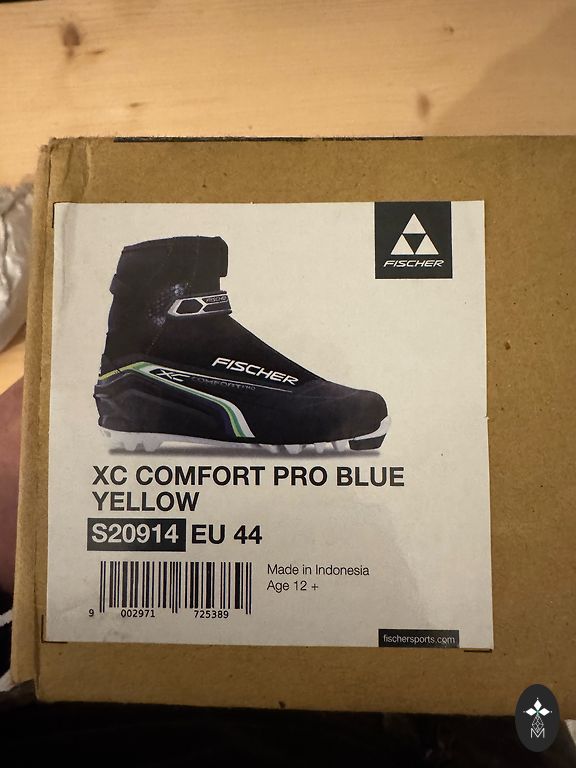 FISCHER
FISCHER
FISCHER
XC COMFORT PRO
XC COMFORT PRO BLUE
YELLOW
S20914 EU 44
Made in Indonesia
Age 12 +
9 002971 725389
fischersports.com
M